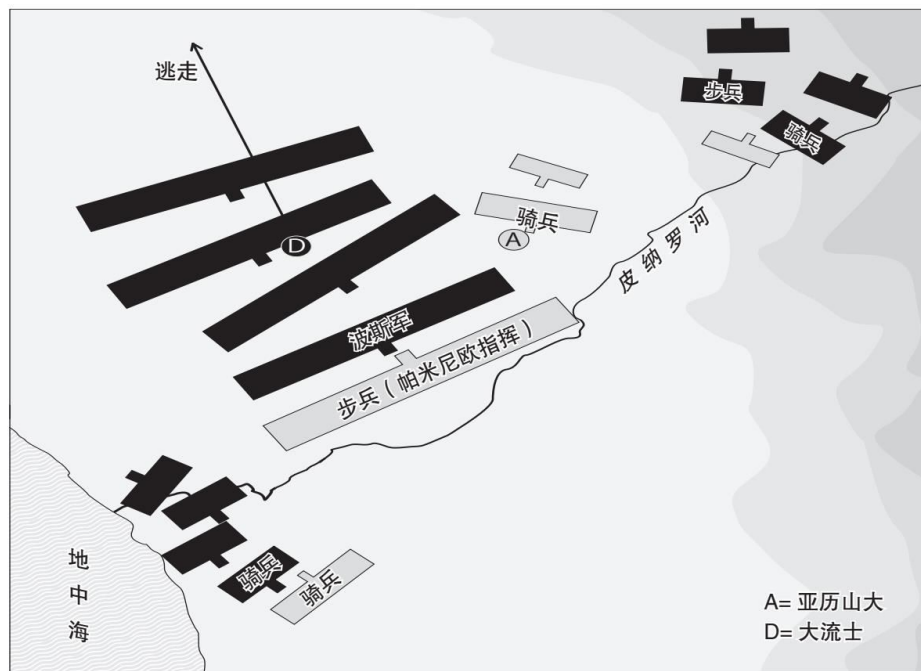 逃走
步兵
骑兵
骑兵
A
D
皮纳罗河
波斯军
步兵（帕米尼欧指挥）
骑兵
骑兵
地中海
A= 亚历山大
D= 大流士